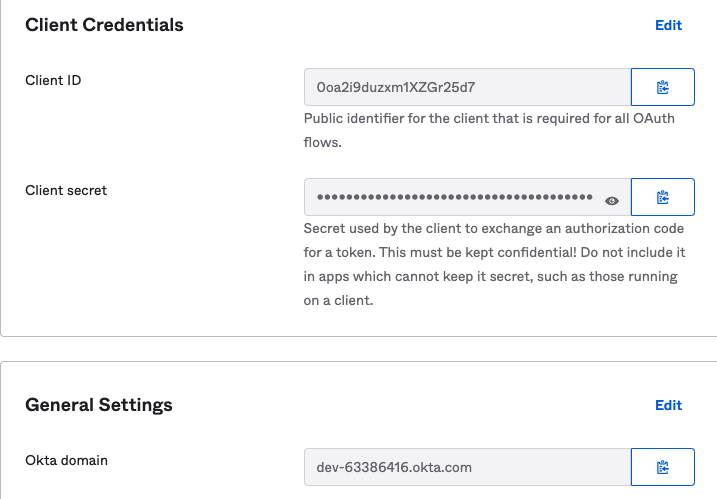 Client Credentials
Edit
Client ID
0oa2i9duzxm1XZGr25d7
Public identifier for the client that is required for all OAuth
flows.
Client secret
••••••••••••••••••••••••••••••••••••••••
Secret used by the client to exchange an authorization code
for a token. This must be kept confidential! Do not include it
in apps which cannot keep it secret, such as those running
on a client.
General Settings
Edit
Okta domain
dev-63386416.okta.com